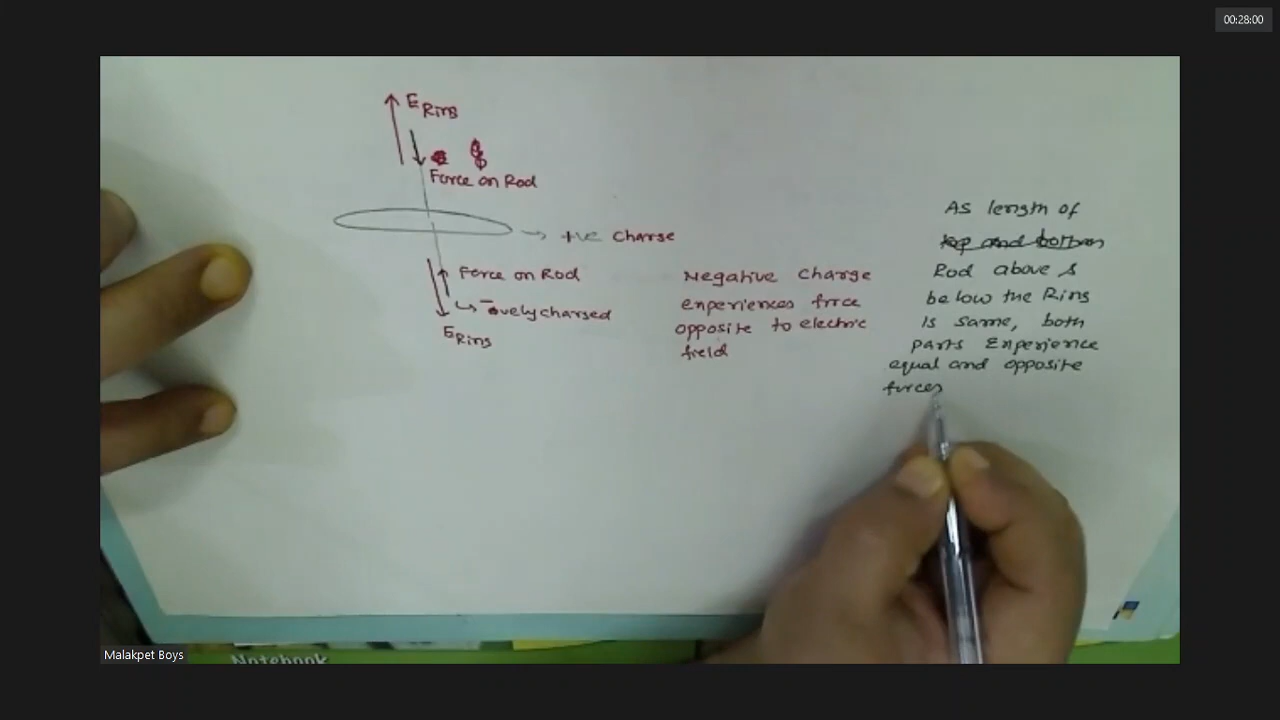 00:28:00
E Ring
Force on Rod
+ve Charge
Force on Rod
-vely charged
E Ring
Negative Charge
experiences force
opposite to electric
field
As length of
top and bottom
Rod above &
below the Ring
is same, both
parts Experience
equal and opposite
forces
Malakpet Boys
Notebook